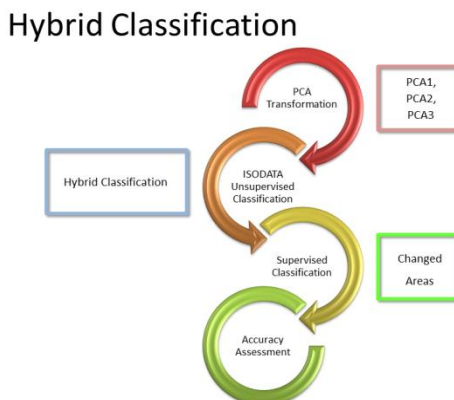 Hybrid Classification
PCA
Transformation
PCA1,
PCA2,
PCA3
Hybrid Classification
ISODATA
Unsupervised
Classification
Supervised
Classification
Changed
Areas
Accuracy
Assessment